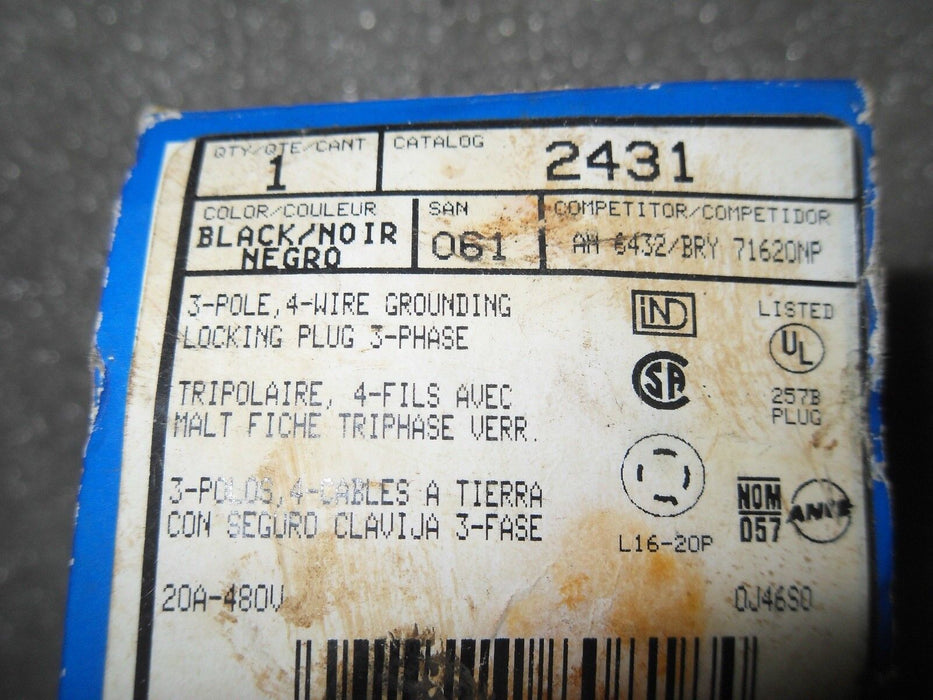 QTY/QTE/CANT
1
CATALOG
2431
COLOR/COULEUR
BLACK/NOIR
NEGRO
SAN
061
COMPETITOR/COMPETIDOR
AH 6432/BRY 71620NP
3-POLE,4-WIRE GROUNDING
LOCKING PLUG 3-PHASE
TRIPOLAIRE, 4-FILS AVEC
MALT FICHE TRIPHASE VERR.
3-POLOS,4-CABLES A TIERRA
CON SEGURO CLAVIJA 3-FASE
20A-480V
IND
SA
LISTED
UL
257B
PLUG
L16-20P
NOM
057
ANCE
0J46S0